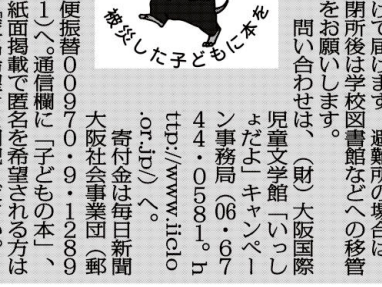 被災した子どもに本を
けて届けます。避難所の場合は
閉所後は学校図書館などへの移管
をお願いします。
問い合わせは、(財)大阪国際
児童文学館「いっし
ょだよ」キャンペー
ン事務局(06・67
44・0581。h
ttp://www.iiclo
.or.jp/)へ。
寄付金は毎日新聞
大阪社会事業団(郵
便振替00970・9・1289
1)へ。通信欄に「子どもの本」、
紙面掲載で匿名を希望される方は